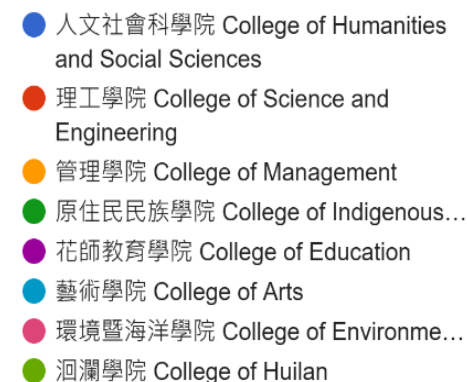 人文社會科學院 College of Humanities
and Social Sciences
理工學院 College of Science and
Engineering
管理學院 College of Management
原住民民族學院 College of Indigenous…
花師教育學院 College of Education
藝術學院 College of Arts
環境暨海洋學院 College of Environme…
洄瀾學院 College of Huilan